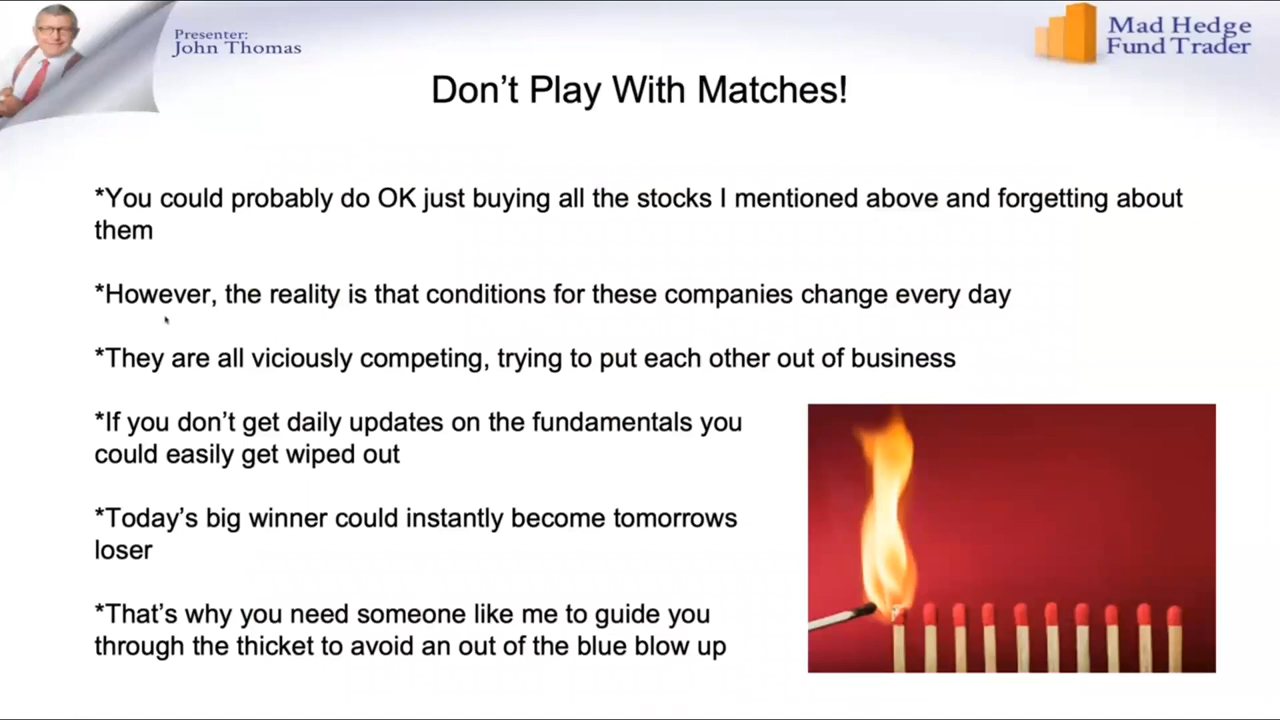 Presenter:
John Thomas
Mad Hedge
Fund Trader
Don't Play With Matches!
*You could probably do OK just buying all the stocks I mentioned above and forgetting about
them
*However, the reality is that conditions for these companies change every day
*They are all viciously competing, trying to put each other out of business
*If you don't get daily updates on the fundamentals you
could easily get wiped out
*Today's big winner could instantly become tomorrows
loser
*That's why you need someone like me to guide you
through the thicket to avoid an out of the blue blow up